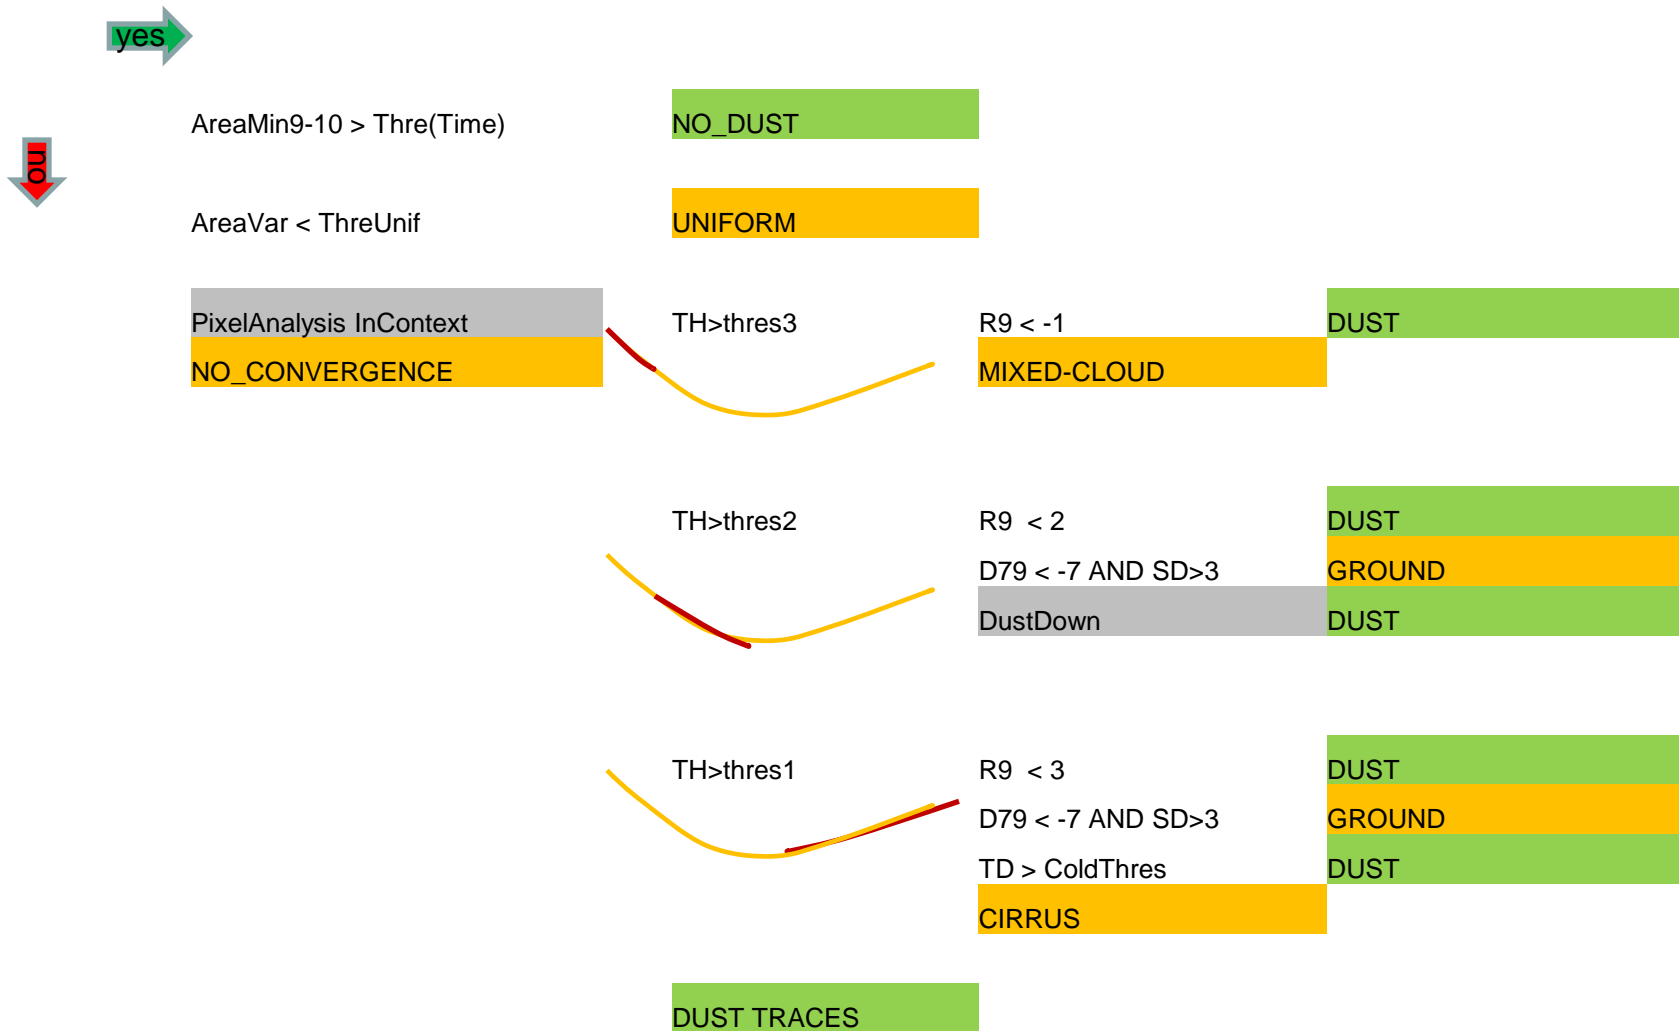 yes
AreaMin9-10 > Thre(Time)
NO_DUST
no
AreaVar < ThreUnif
UNIFORM
PixelAnalysis InContext
TH>thres3
R9 < -1
DUST
NO_CONVERGENCE
MIXED-CLOUD
TH>thres2
R9  < 2
DUST
D79 < -7 AND SD>3
GROUND
DustDown
DUST
TH>thres1
R9  < 3
DUST
D79 < -7 AND SD>3
GROUND
TD > ColdThres
DUST
CIRRUS
DUST TRACES